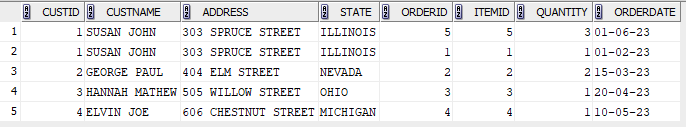 CUSTID CUSTNAME ADDRESS STATE ORDERID ITEMID QUANTITY ORDERDATE
1 1 SUSAN JOHN 303 SPRUCE STREET ILLINOIS 5 5 3 01-06-23
2 1 SUSAN JOHN 303 SPRUCE STREET ILLINOIS 1 1 1 01-02-23
3 2 GEORGE PAUL 404 ELM STREET NEVADA 2 2 2 15-03-23
4 3 HANNAH MATHEW 505 WILLOW STREET OHIO 3 3 1 20-04-23
5 4 ELVIN JOE 606 CHESTNUT STREET MICHIGAN 4 4 1 10-05-23